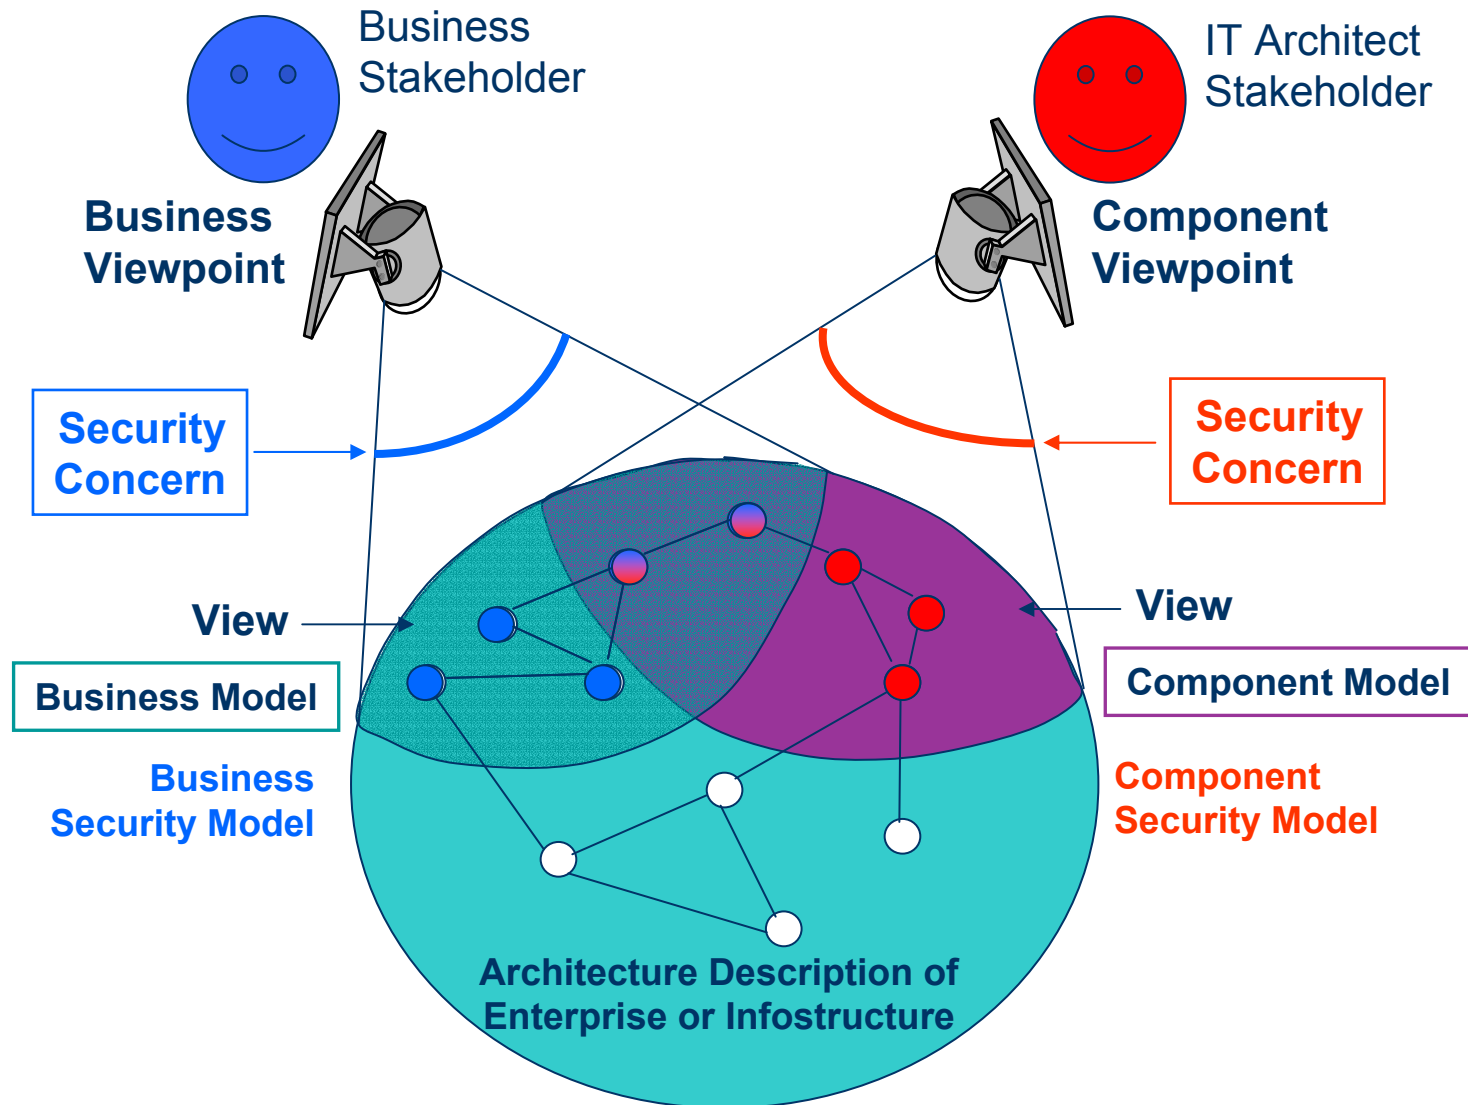 Business
Stakeholder
IT Architect
Stakeholder
Business
Viewpoint
Component
Viewpoint
Security
Concern
Security
Concern
View
View
Business Model
Component Model
Business
Security Model
Component
Security Model
Architecture Description of
Enterprise or Infostructure